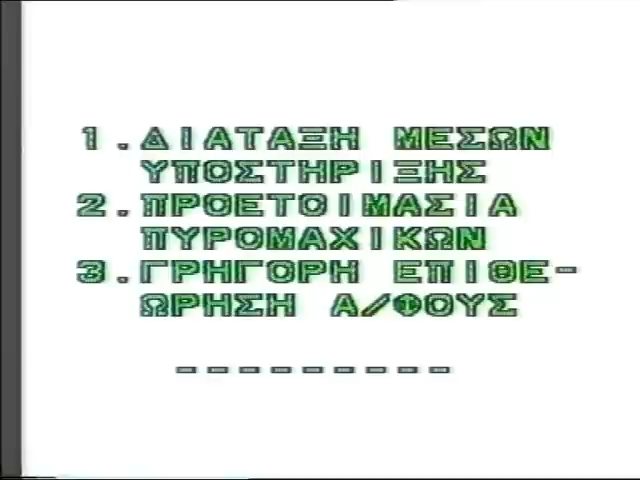 1.ΔΙΑΤΑΞΗ ΜΕΣΩΝ
ΥΠΟΣΤΗΡΙΞΗΣ
2.ΠΡΟΕΤΟΙΜΑΣΙΑ
ΠΥΡΟΜΑΧΙΚΩΝ
3.ΓΡΗΓΟΡΗ ΕΠΙΘΕ-
ΩΡΗΣΗ Α/ΦΟΥΣ
---------